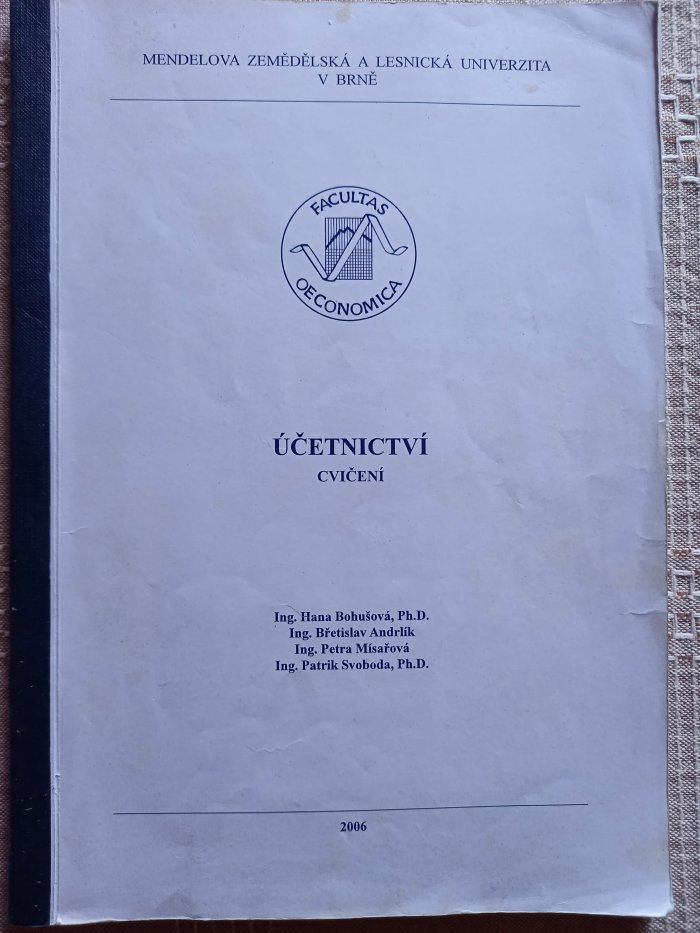 MENDELOVA ZEMĚDĚLSKÁ A LESNICKÁ UNIVERZITA
V BRNĚ
FACULTAS
OECONOMICA
ÚČETNICTVÍ
CVIČENÍ
Ing. Hana Bohušová, Ph.D.
Ing. Břetislav Andrlík
Ing. Petra Mísařová
Ing. Patrik Svoboda, Ph.D.
2006